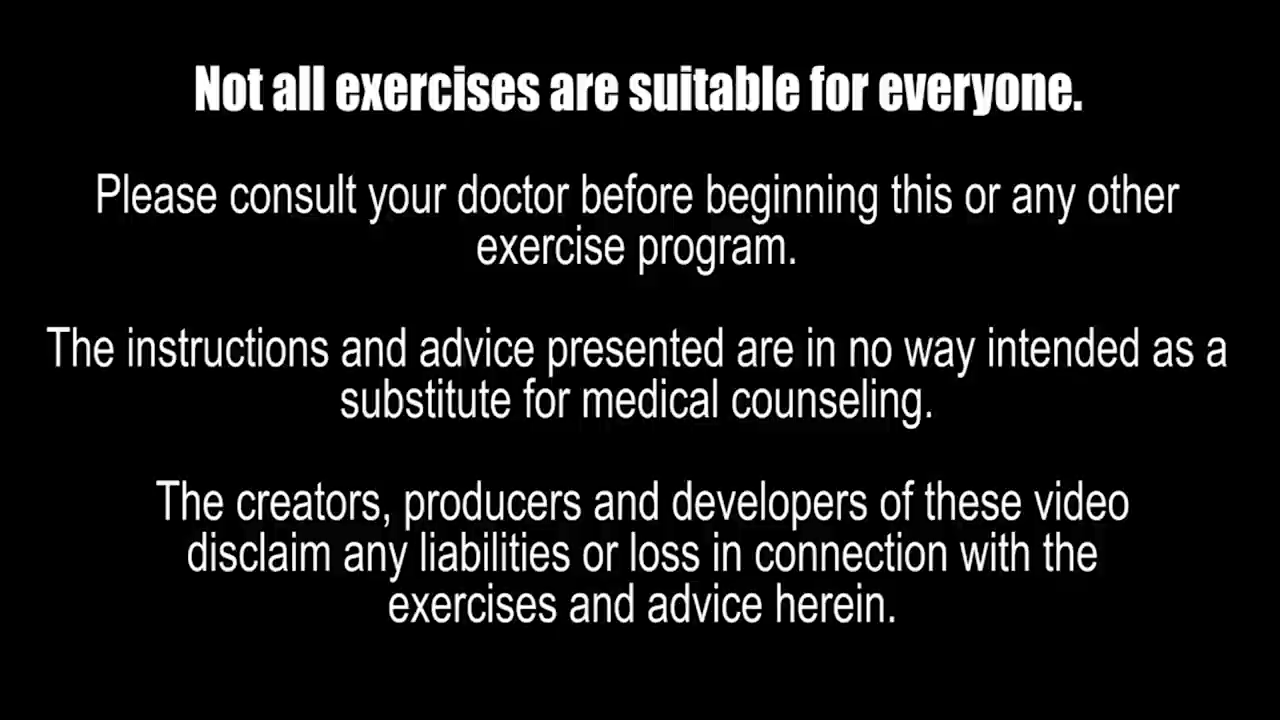 Not all exercises are suitable for everyone.
Please consult your doctor before beginning this or any other
exercise program.
The instructions and advice presented are in no way intended as a
substitute for medical counseling.
The creators, producers and developers of these video
disclaim any liabilities or loss in connection with the
exercises and advice herein.